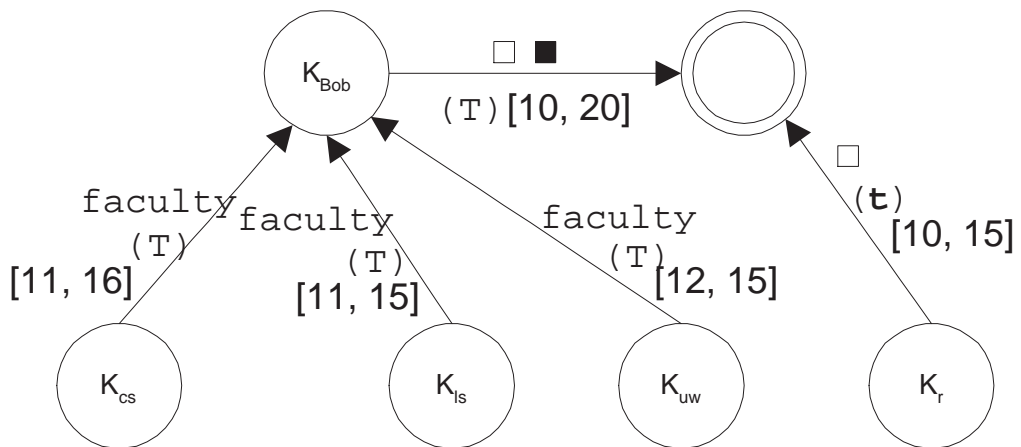 □ ■
K_Bob
(T) [10, 20]
□
faculty
(T)
[11, 16]
faculty
(T)
[11, 15]
faculty
(T)
[12, 15]
(t)
[10, 15]
K_cs
K_ls
K_uw
K_r